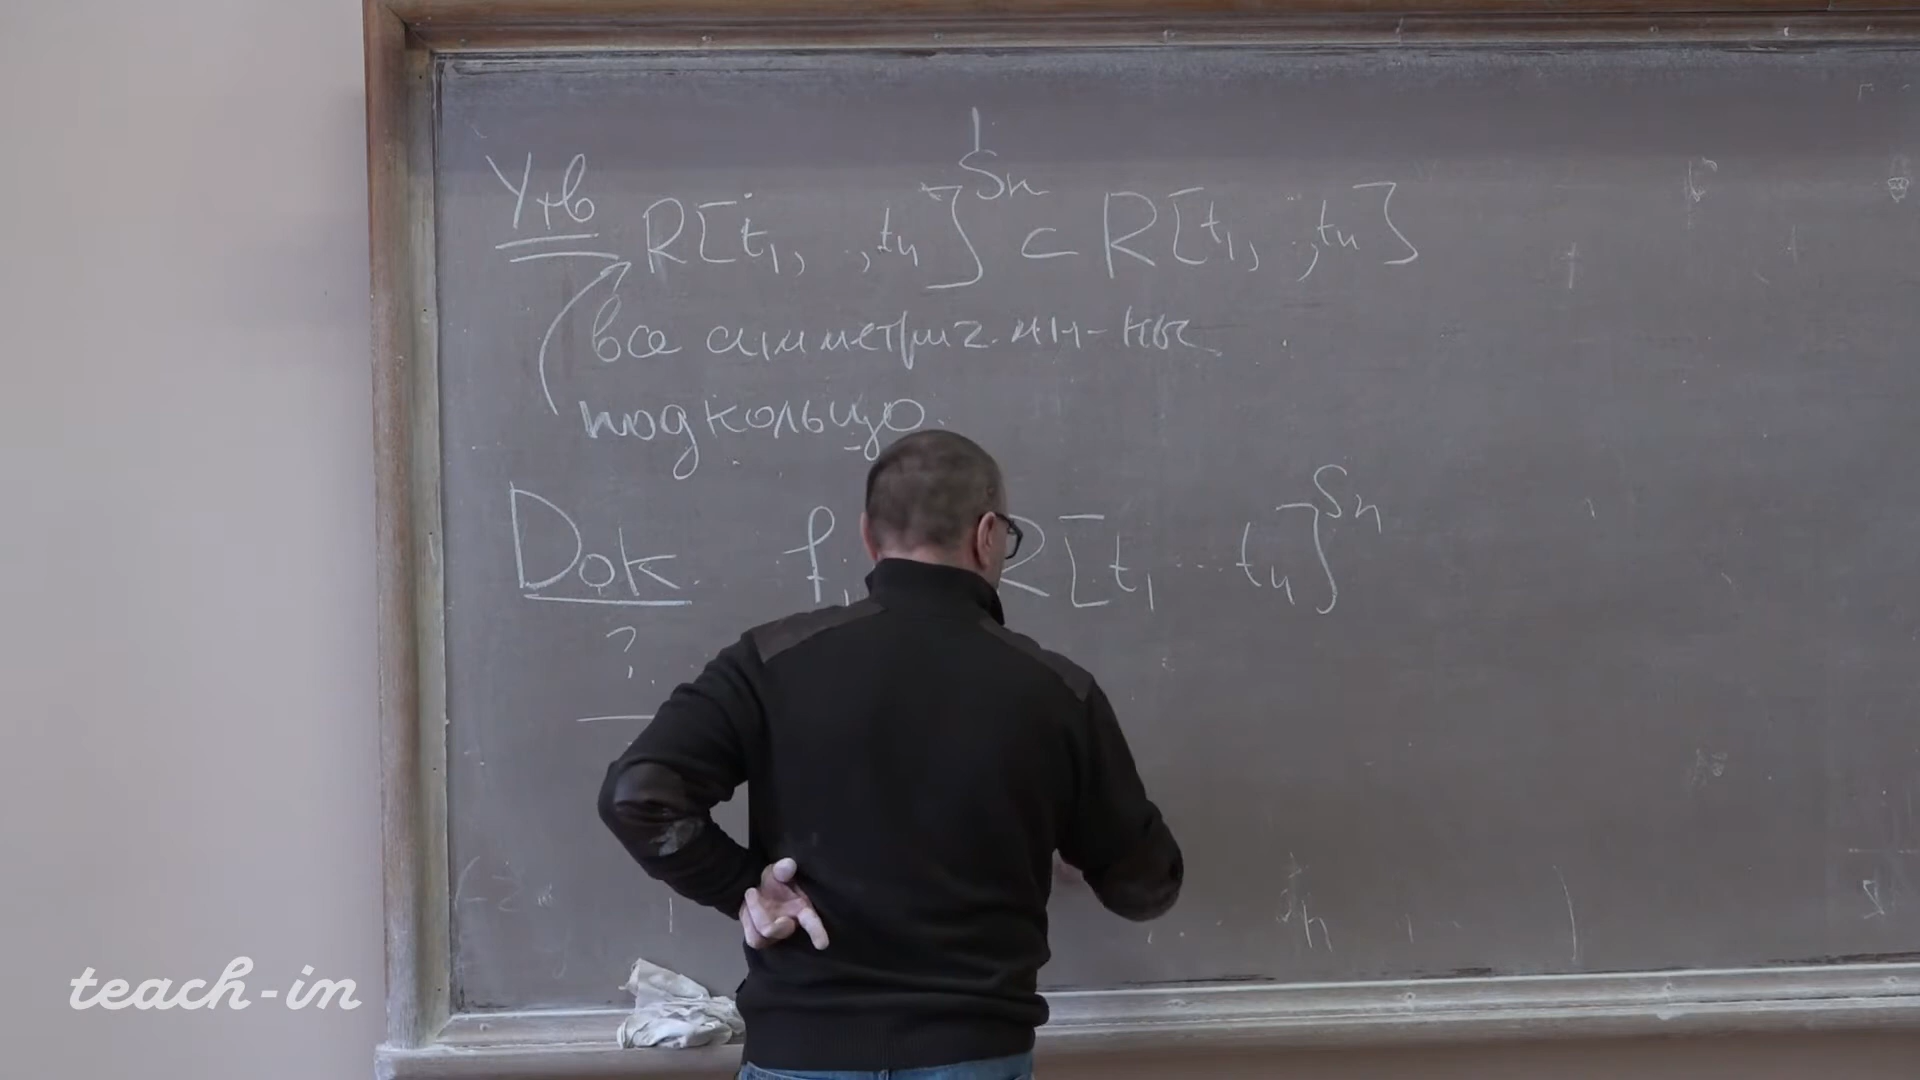 Утв R[t₁, ., tₙ]^{Sₙ} ⊂ R[t₁, ., tₙ]
все симметрич. мн-ны
подкольцо.
Док. f, R[t₁ ... tₙ]^{Sₙ}
?
teach-in